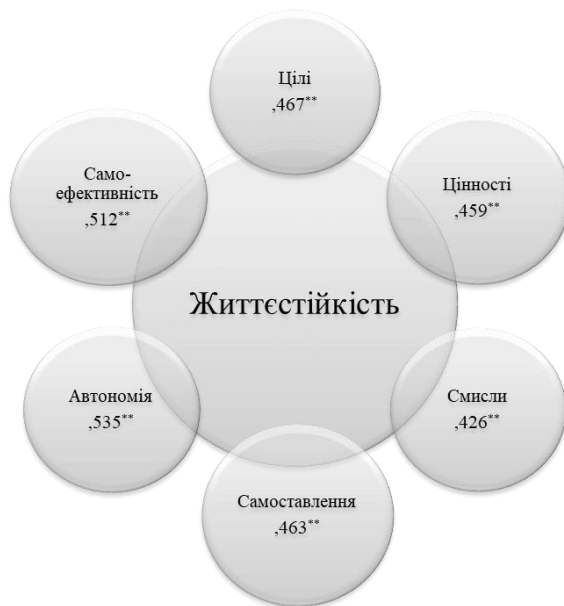 Цілі
,467**
Цінності
,459**
Смисли
,426**
Самоставлення
,463**
Автономія
,535**
Само-
ефективність
,512**
Життєстійкість